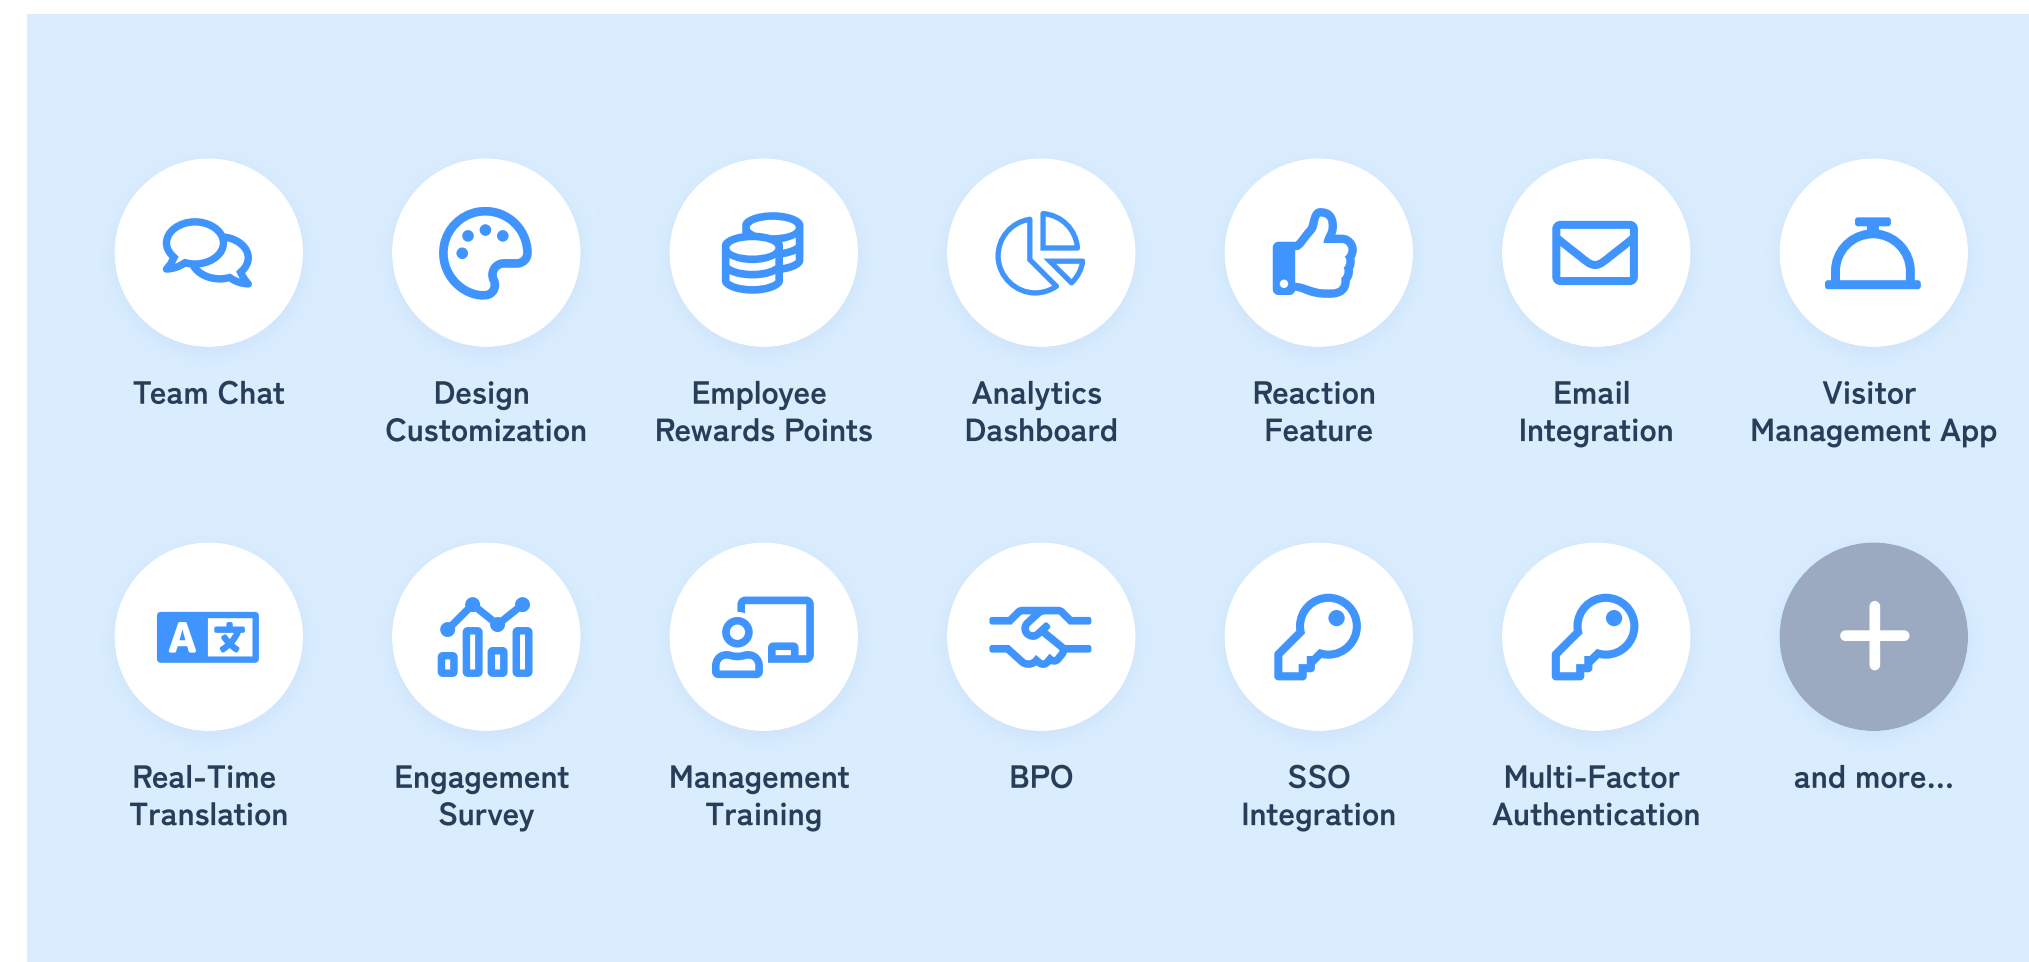 Team Chat
Design
Customization
Employee
Rewards Points
Analytics
Dashboard
Reaction
Feature
Email
Integration
Visitor
Management App
A 文
Real-Time
Translation
Engagement
Survey
Management
Training
BPO
SSO
Integration
Multi-Factor
Authentication
and more...